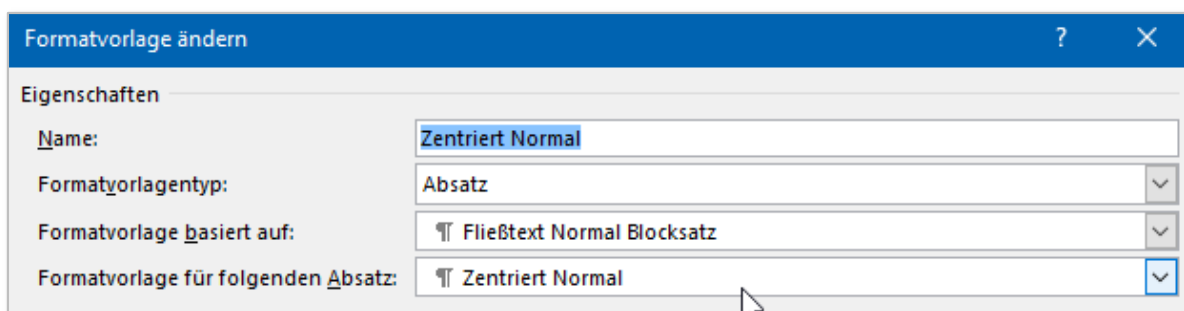 Formatvorlage ändern ?
Eigenschaften
Name: Zentriert Normal
Formatvorlagentyp: Absatz
Formatvorlage basiert auf: ¶ Fließtext Normal Blocksatz
Formatvorlage für folgenden Absatz: ¶ Zentriert Normal